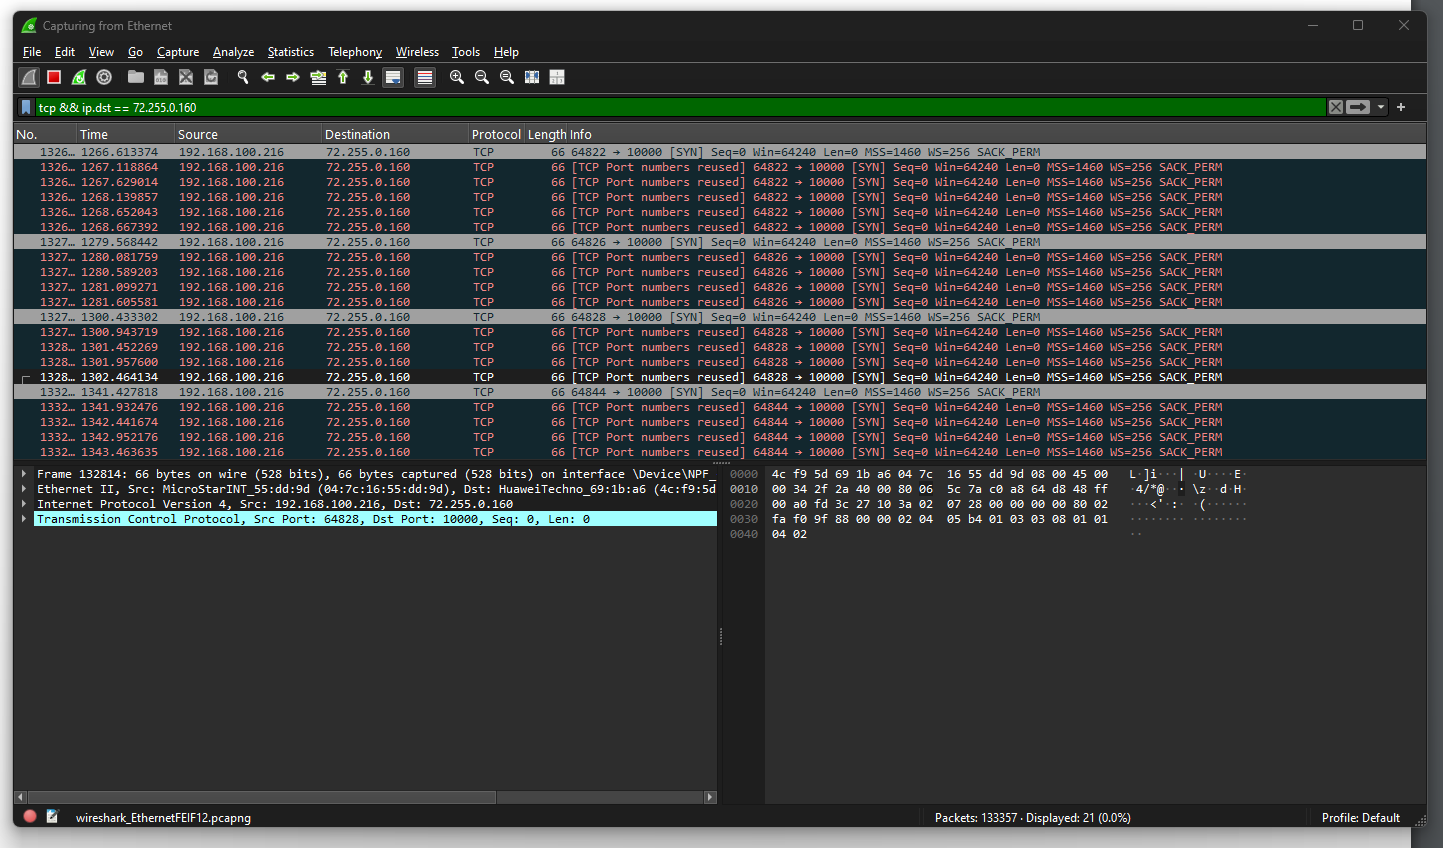 Capturing from Ethernet
File Edit View Go Capture Analyze Statistics Telephony Wireless Tools Help
tcp && ip.dst == 72.255.0.160
No. Time Source Destination Protocol Length Info
1326… 1266.613374 192.168.100.216 72.255.0.160 TCP 66 64822 → 10000 [SYN] Seq=0 Win=64240 Len=0 MSS=1460 WS=256 SACK_PERM
1326… 1267.118864 192.168.100.216 72.255.0.160 TCP 66 [TCP Port numbers reused] 64822 → 10000 [SYN] Seq=0 Win=64240 Len=0 MSS=1460 WS=256 SACK_PERM
1326… 1267.629014 192.168.100.216 72.255.0.160 TCP 66 [TCP Port numbers reused] 64822 → 10000 [SYN] Seq=0 Win=64240 Len=0 MSS=1460 WS=256 SACK_PERM
1326… 1268.139857 192.168.100.216 72.255.0.160 TCP 66 [TCP Port numbers reused] 64822 → 10000 [SYN] Seq=0 Win=64240 Len=0 MSS=1460 WS=256 SACK_PERM
1326… 1268.652043 192.168.100.216 72.255.0.160 TCP 66 [TCP Port numbers reused] 64822 → 10000 [SYN] Seq=0 Win=64240 Len=0 MSS=1460 WS=256 SACK_PERM
1326… 1268.667392 192.168.100.216 72.255.0.160 TCP 66 [TCP Port numbers reused] 64822 → 10000 [SYN] Seq=0 Win=64240 Len=0 MSS=1460 WS=256 SACK_PERM
1327… 1279.568442 192.168.100.216 72.255.0.160 TCP 66 64826 → 10000 [SYN] Seq=0 Win=64240 Len=0 MSS=1460 WS=256 SACK_PERM
1327… 1280.081759 192.168.100.216 72.255.0.160 TCP 66 [TCP Port numbers reused] 64826 → 10000 [SYN] Seq=0 Win=64240 Len=0 MSS=1460 WS=256 SACK_PERM
1327… 1280.589203 192.168.100.216 72.255.0.160 TCP 66 [TCP Port numbers reused] 64826 → 10000 [SYN] Seq=0 Win=64240 Len=0 MSS=1460 WS=256 SACK_PERM
1327… 1281.099271 192.168.100.216 72.255.0.160 TCP 66 [TCP Port numbers reused] 64826 → 10000 [SYN] Seq=0 Win=64240 Len=0 MSS=1460 WS=256 SACK_PERM
1327… 1281.605581 192.168.100.216 72.255.0.160 TCP 66 [TCP Port numbers reused] 64826 → 10000 [SYN] Seq=0 Win=64240 Len=0 MSS=1460 WS=256 SACK_PERM
1327… 1300.433302 192.168.100.216 72.255.0.160 TCP 66 64828 → 10000 [SYN] Seq=0 Win=64240 Len=0 MSS=1460 WS=256 SACK_PERM
1327… 1300.943719 192.168.100.216 72.255.0.160 TCP 66 [TCP Port numbers reused] 64828 → 10000 [SYN] Seq=0 Win=64240 Len=0 MSS=1460 WS=256 SACK_PERM
1328… 1301.452269 192.168.100.216 72.255.0.160 TCP 66 [TCP Port numbers reused] 64828 → 10000 [SYN] Seq=0 Win=64240 Len=0 MSS=1460 WS=256 SACK_PERM
1328… 1301.957600 192.168.100.216 72.255.0.160 TCP 66 [TCP Port numbers reused] 64828 → 10000 [SYN] Seq=0 Win=64240 Len=0 MSS=1460 WS=256 SACK_PERM
1328… 1302.464134 192.168.100.216 72.255.0.160 TCP 66 [TCP Port numbers reused] 64828 → 10000 [SYN] Seq=0 Win=64240 Len=0 MSS=1460 WS=256 SACK_PERM
1332… 1341.427818 192.168.100.216 72.255.0.160 TCP 66 64844 → 10000 [SYN] Seq=0 Win=64240 Len=0 MSS=1460 WS=256 SACK_PERM
1332… 1341.932476 192.168.100.216 72.255.0.160 TCP 66 [TCP Port numbers reused] 64844 → 10000 [SYN] Seq=0 Win=64240 Len=0 MSS=1460 WS=256 SACK_PERM
1332… 1342.441674 192.168.100.216 72.255.0.160 TCP 66 [TCP Port numbers reused] 64844 → 10000 [SYN] Seq=0 Win=64240 Len=0 MSS=1460 WS=256 SACK_PERM
1332… 1342.952176 192.168.100.216 72.255.0.160 TCP 66 [TCP Port numbers reused] 64844 → 10000 [SYN] Seq=0 Win=64240 Len=0 MSS=1460 WS=256 SACK_PERM
1332… 1343.463635 192.168.100.216 72.255.0.160 TCP 66 [TCP Port numbers reused] 64844 → 10000 [SYN] Seq=0 Win=64240 Len=0 MSS=1460 WS=256 SACK_PERM
Frame 132814: 66 bytes on wire (528 bits), 66 bytes captured (528 bits) on interface \Device\NPF_
Ethernet II, Src: MicroStarINT_55:dd:9d (04:7c:16:55:dd:9d), Dst: HuaweiTechno_69:1b:a6 (4c:f9:5d
Internet Protocol Version 4, Src: 192.168.100.216, Dst: 72.255.0.160
Transmission Control Protocol, Src Port: 64828, Dst Port: 10000, Seq: 0, Len: 0
0000 4c f9 5d 69 1b a6 04 7c 16 55 dd 9d 08 00 45 00 L·]i···| ·U····E·
0010 00 34 2f 2a 40 00 80 06 5c 7a c0 a8 64 d8 48 ff ·4/*@··· \z··d·H·
0020 00 a0 fd 3c 27 10 3a 02 07 28 00 00 00 00 80 02 ···<'·:· ·(······
0030 fa f0 9f 88 00 00 02 04 05 b4 01 03 03 08 01 01 ········ ········
0040 04 02 ··
wireshark_EthernetFEIF12.pcapng Packets: 133357 · Displayed: 21 (0.0%) Profile: Default